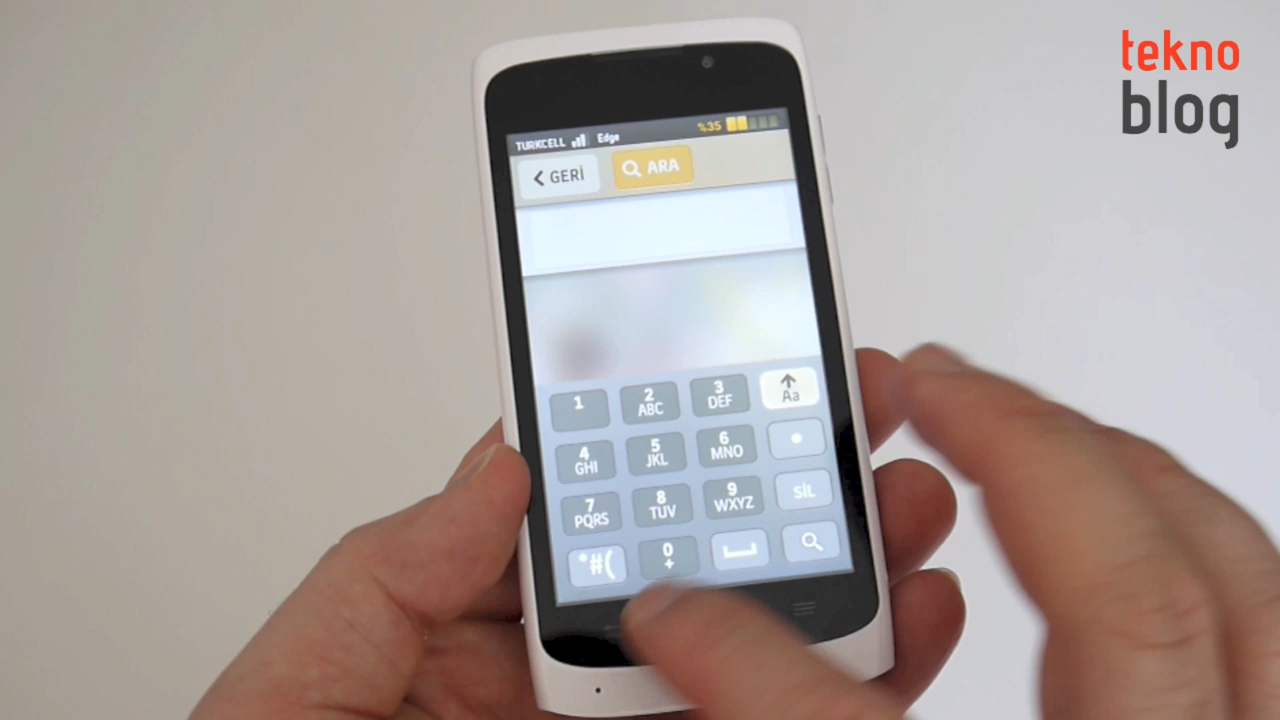 tekno
blog
TURKCELL Edge %35
GERİ ARA
1 2 ABC 3 DEF Aa
4 GHI 5 JKL 6 MNO
7 PQRS 8 TUV 9 WXYZ SİL
*#( 0 +